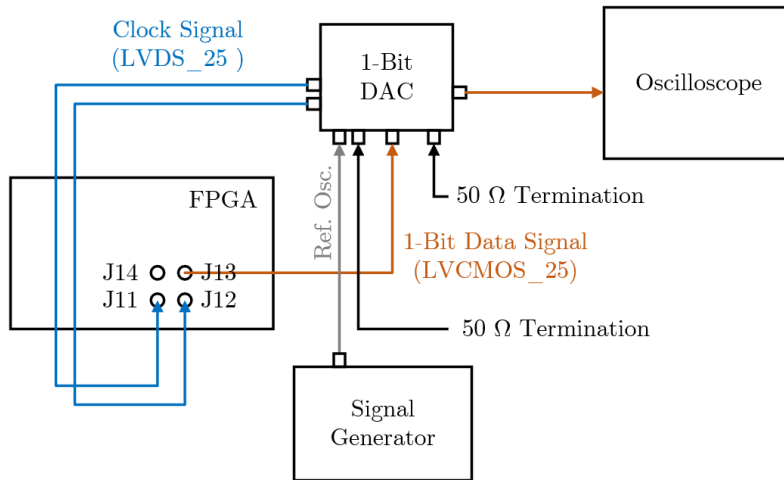 Clock Signal
(LVDS_25 )
1-Bit
DAC
Oscilloscope
FPGA
Ref. Osc.
50 Ω Termination
1-Bit Data Signal
(LVCMOS_25)
J14
J13
J11
J12
50 Ω Termination
Signal
Generator